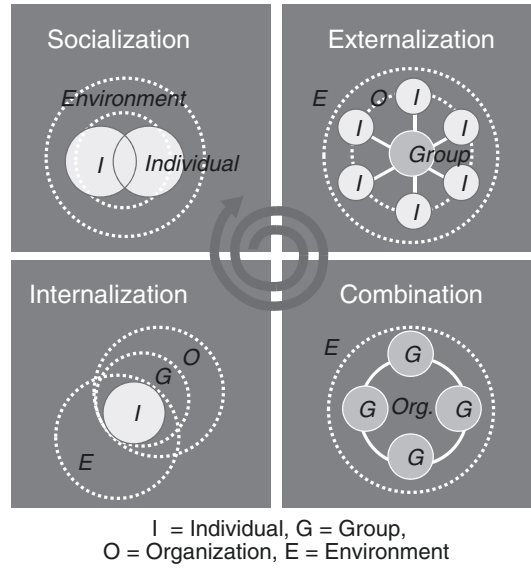 Socialization
Environment
I
Individual
Externalization
E
O
I
I
I
Group
I
I
I
Internalization
O
G
I
E
Combination
E
G
G
Org.
G
G
I = Individual, G = Group,
O = Organization, E = Environment